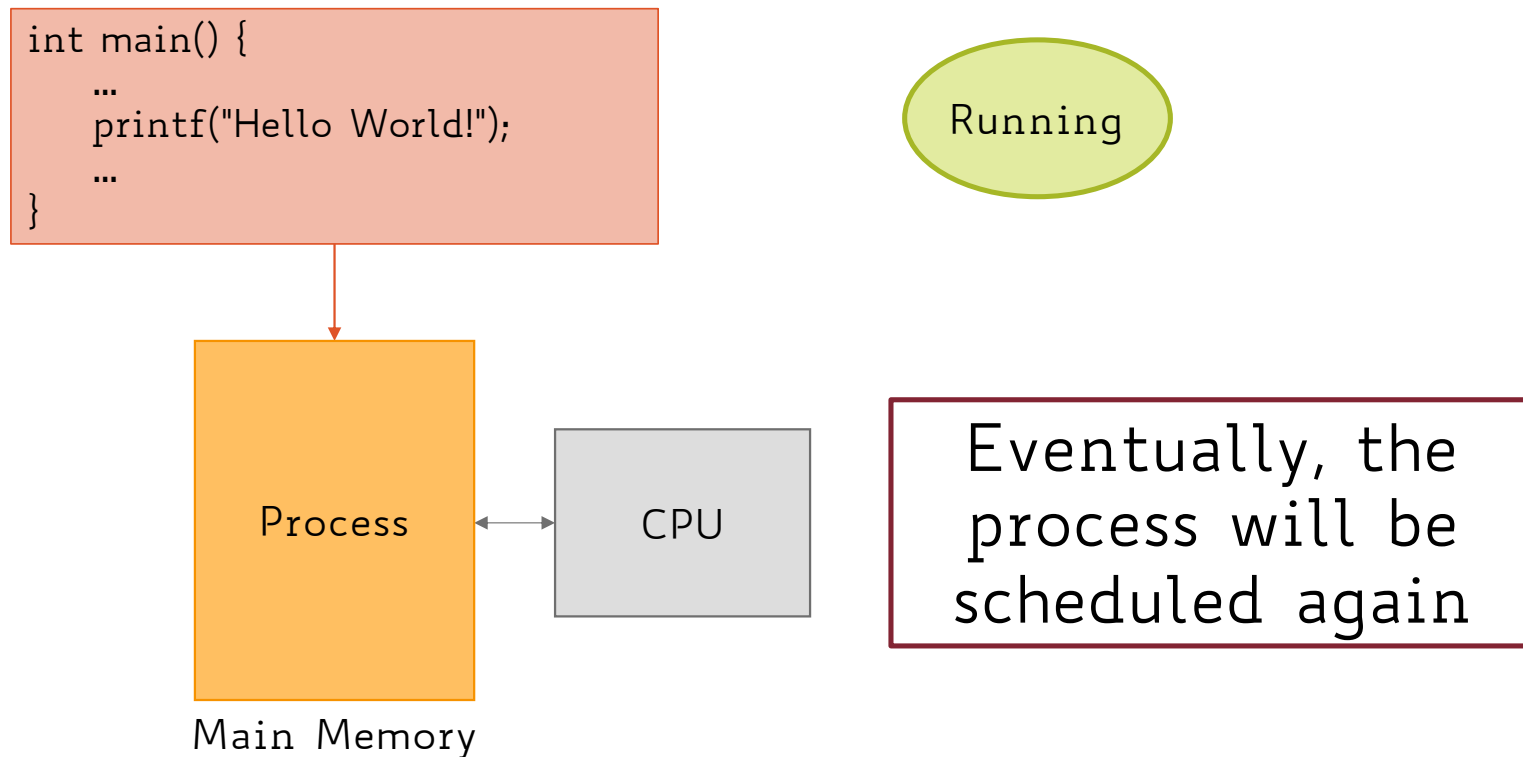 int main() {
…
printf("Hello World!");
…
}
Running
Process
CPU
Main Memory
Eventually, the
process will be
scheduled again